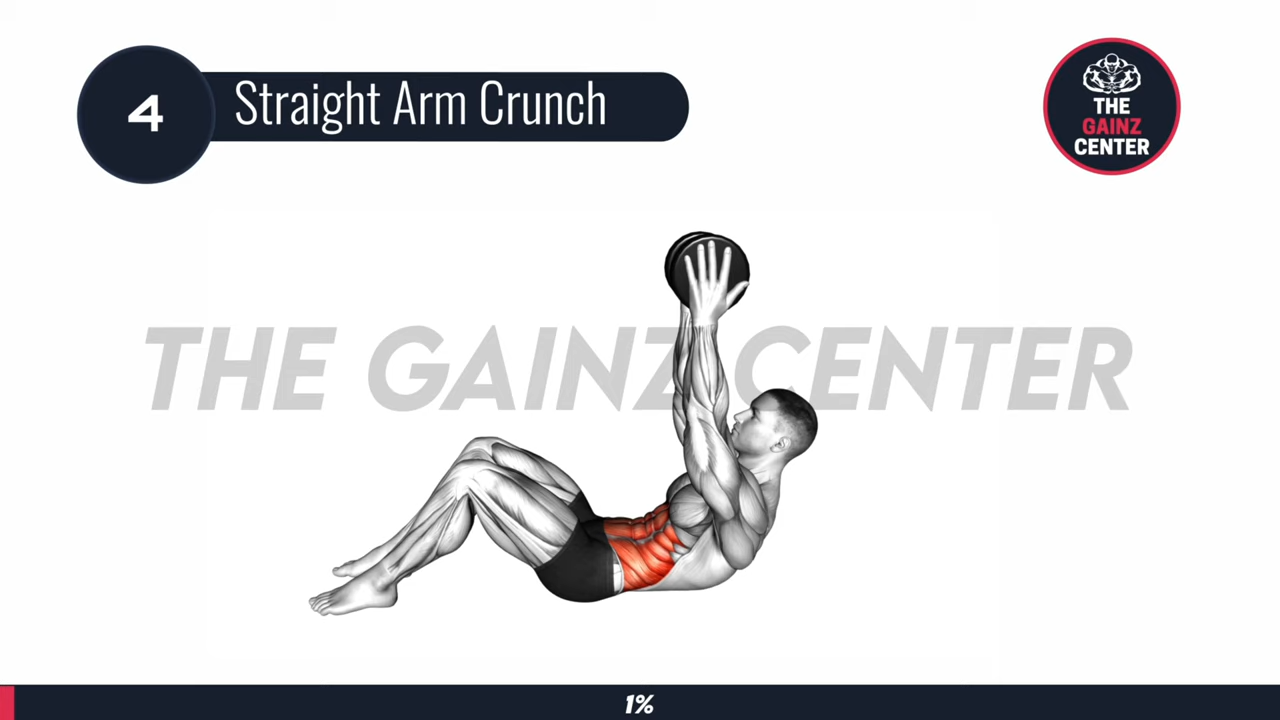 4
Straight Arm Crunch
THE
GAINZ
CENTER
THE GAINZ CENTER
1%